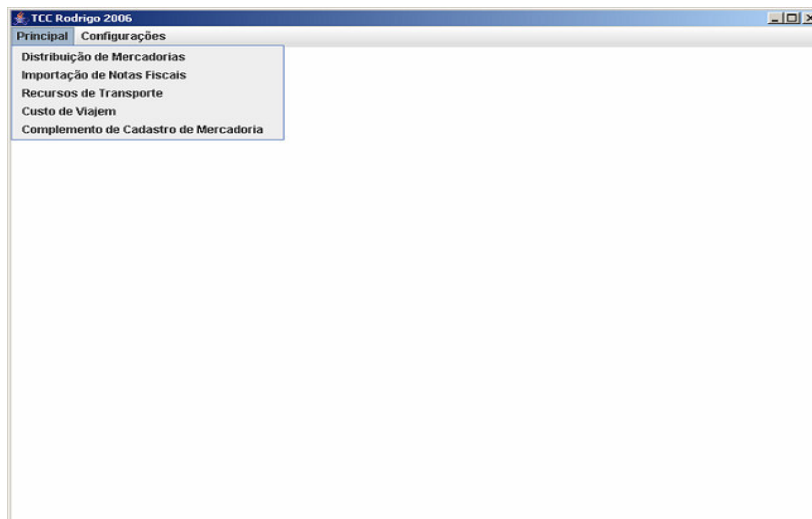 TCC Rodrigo 2006
Principal Configurações
Distribuição de Mercadorias
Importação de Notas Fiscais
Recursos de Transporte
Custo de Viajem
Complemento de Cadastro de Mercadoria